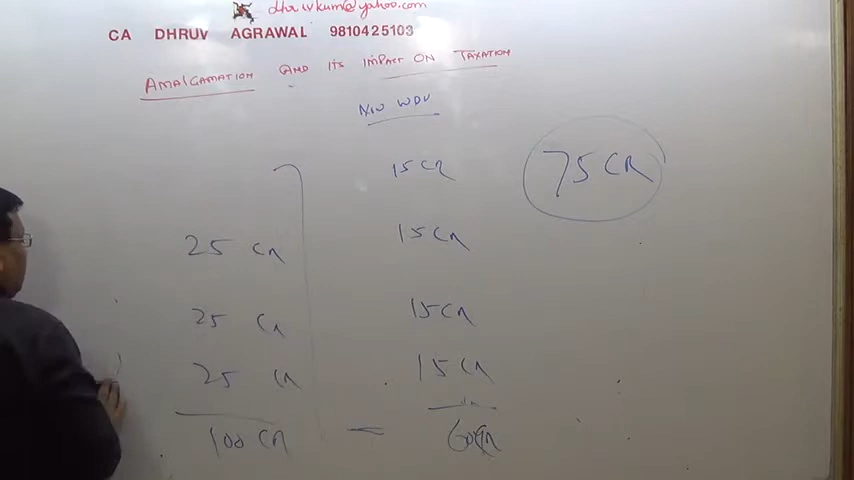 dhruvkum@yahoo.com
CA DHRUV AGRAWAL 9810425103
AMALGAMATION AND ITS IMPACT ON TAXATION
NEW WDV
15 CR 75 CR
25 CR 15 CR
25 CR 15 CR
25 CR 15 CR
100 CR = 60 CR